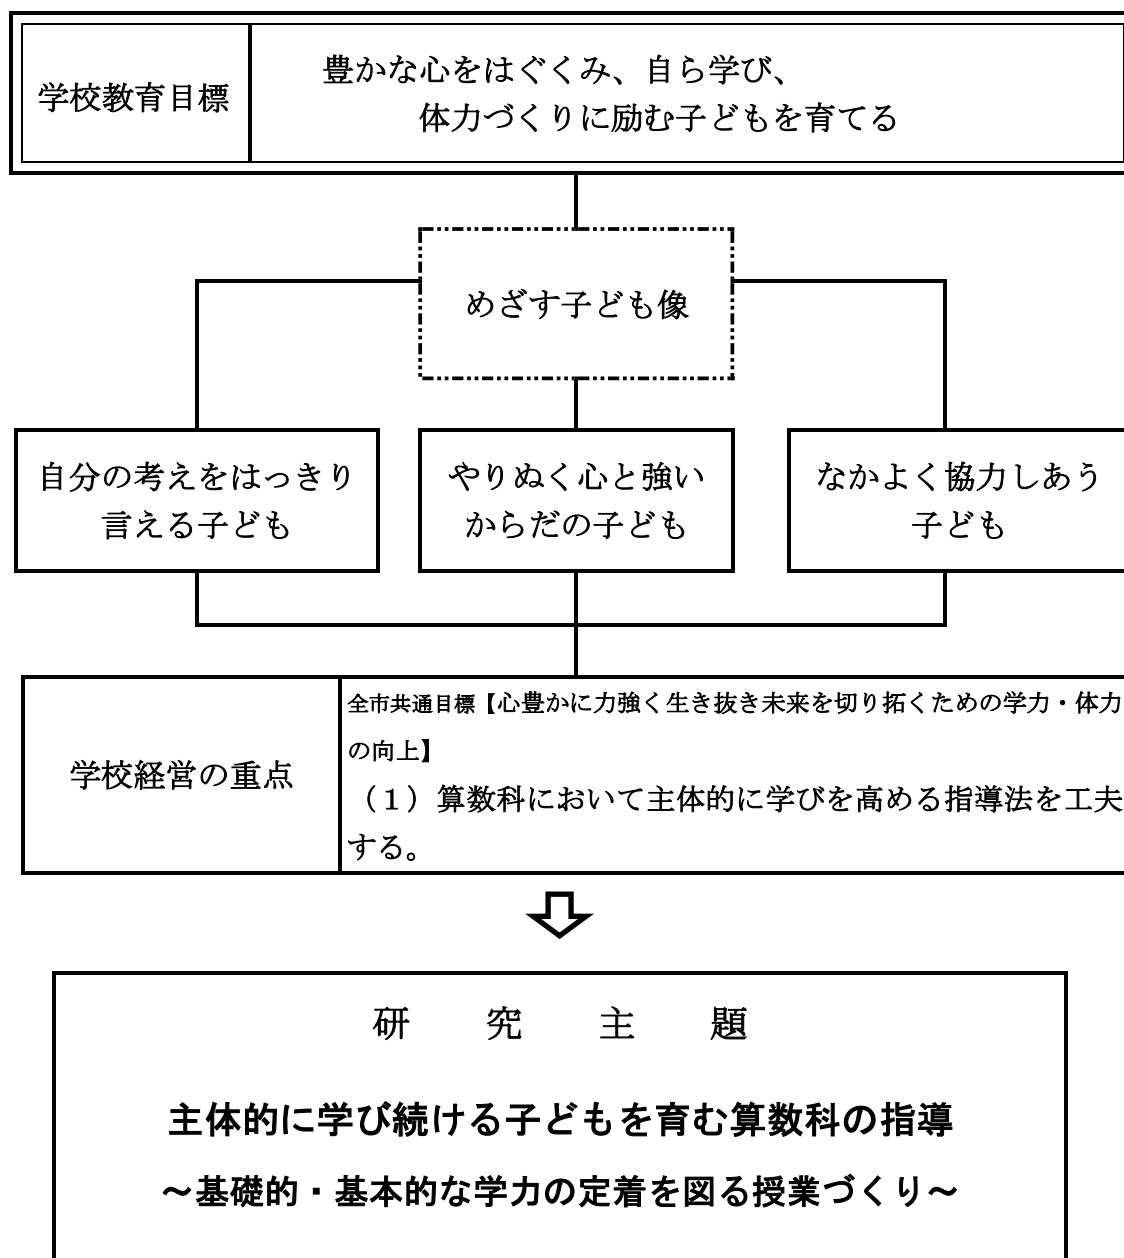 学校教育目標
豊かな心をはぐくみ、自ら学び、
体力づくりに励む子どもを育てる
めざす子ども像
自分の考えをはっきり
言える子ども
やりぬく心と強い
からだの子ども
なかよく協力しあう
子ども
学校経営の重点
全市共通目標【心豊かに力強く生き抜き未来を切り拓くための学力・体力
の向上】
（１）算数科において主体的に学びを高める指導法を工夫
する。
研　究　主　題
主体的に学び続ける子どもを育む算数科の指導
～基礎的・基本的な学力の定着を図る授業づくり～